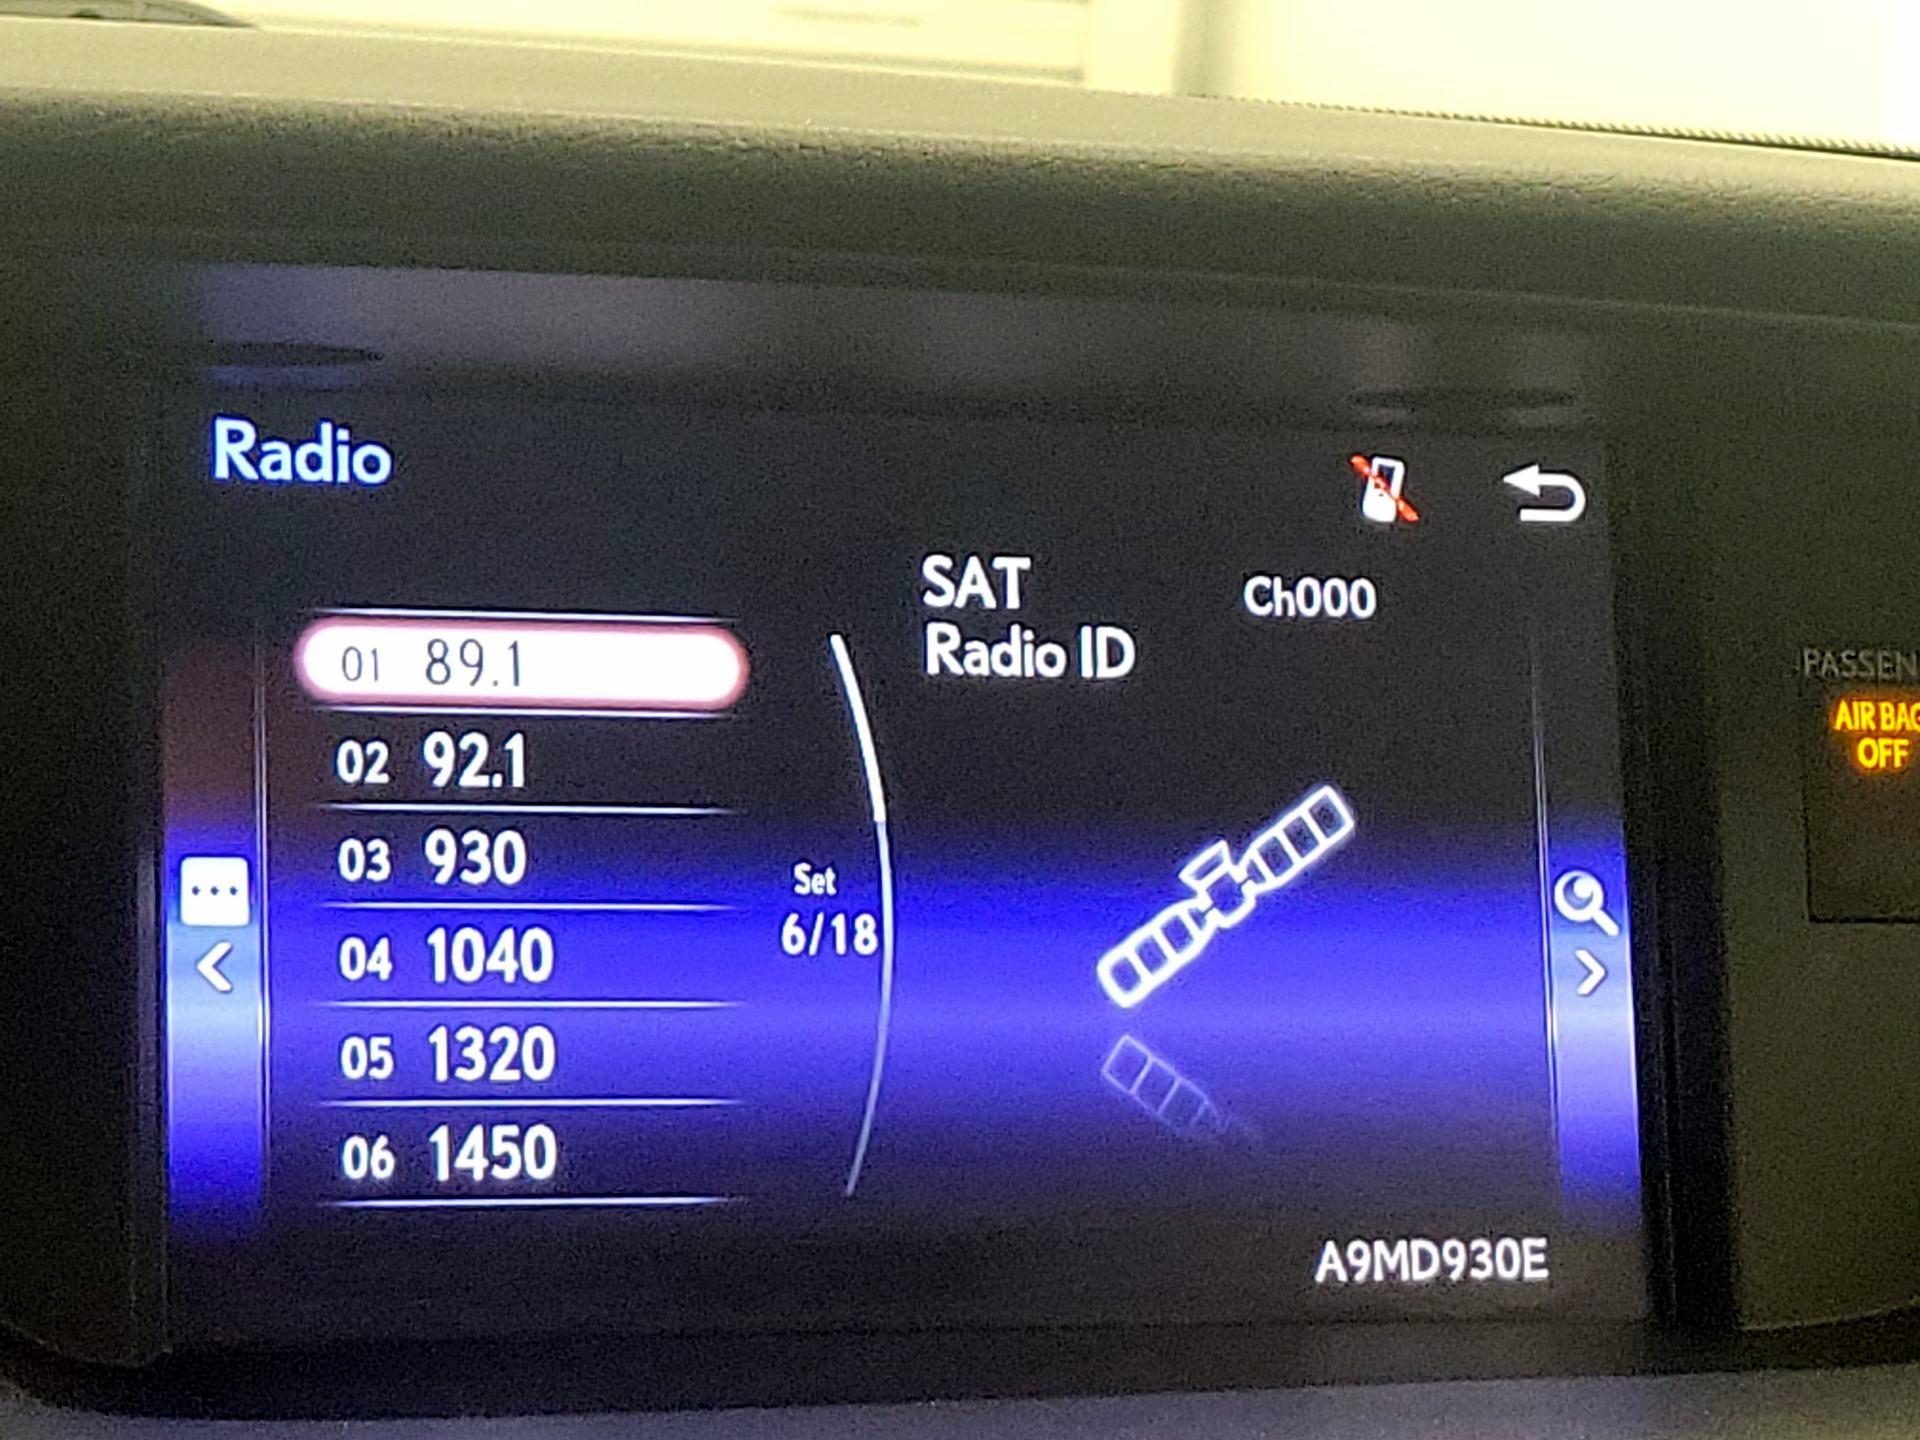 Radio
SAT Ch000
Radio ID
01 89.1
02 92.1
03 930
04 1040
05 1320
06 1450
Set
6/18
A9MD930E
PASSEN
AIR BAG
OFF